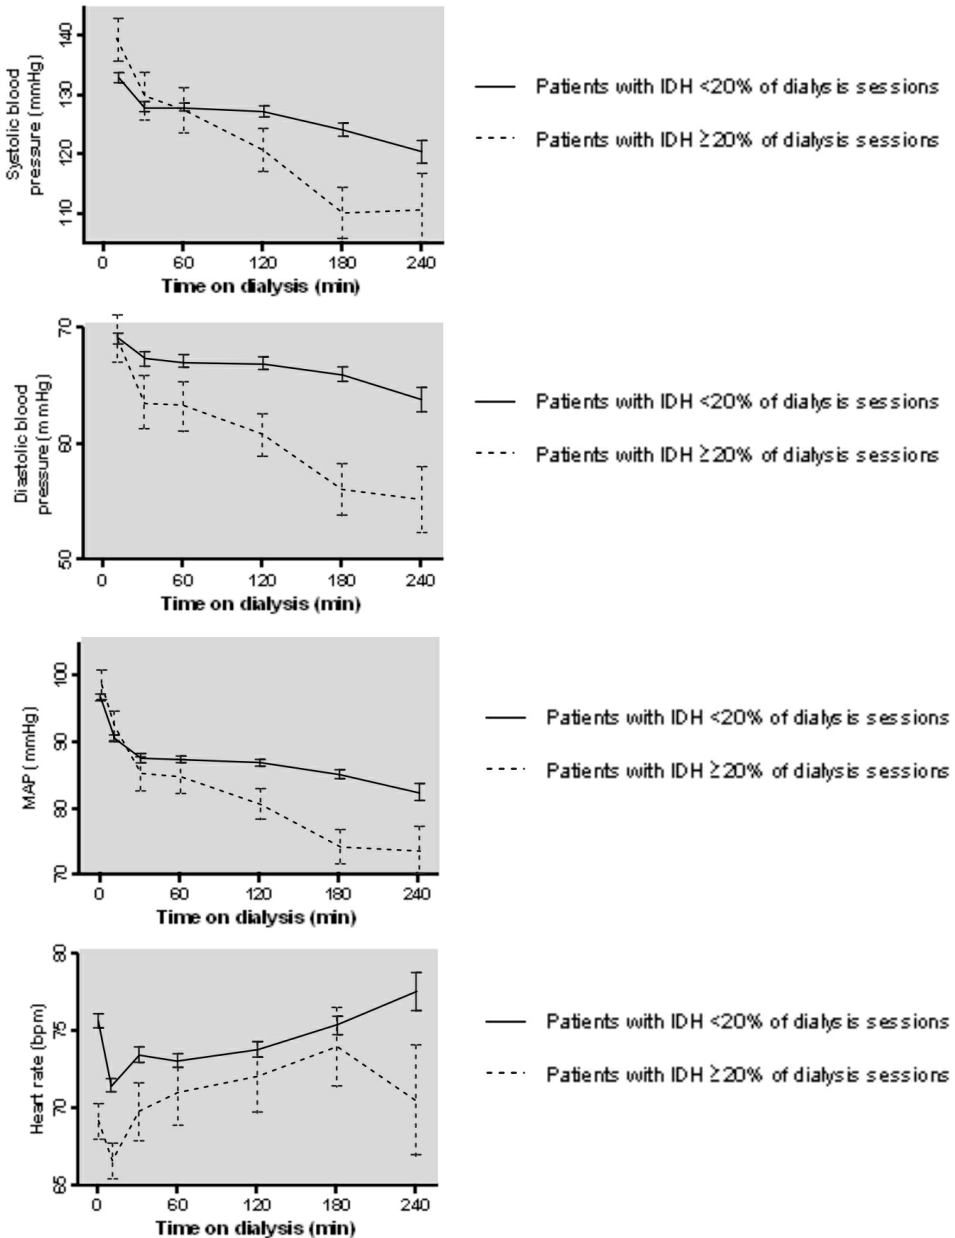 Systolic blood
pressure (mmHg)
140
130
120
110
0 60 120 180 240
Time on dialysis (min)
Patients with IDH <20% of dialysis sessions
Patients with IDH ≥20% of dialysis sessions
Diastolic blood
pressure (mmHg)
70
60
50
0 60 120 180 240
Time on dialysis (min)
Patients with IDH <20% of dialysis sessions
Patients with IDH ≥20% of dialysis sessions
MAP (mmHg)
100
90
80
70
0 60 120 180 240
Time on dialysis (min)
Patients with IDH <20% of dialysis sessions
Patients with IDH ≥20% of dialysis sessions
Heart rate (bpm)
80
75
70
65
0 60 120 180 240
Time on dialysis (min)
Patients with IDH <20% of dialysis sessions
Patients with IDH ≥20% of dialysis sessions